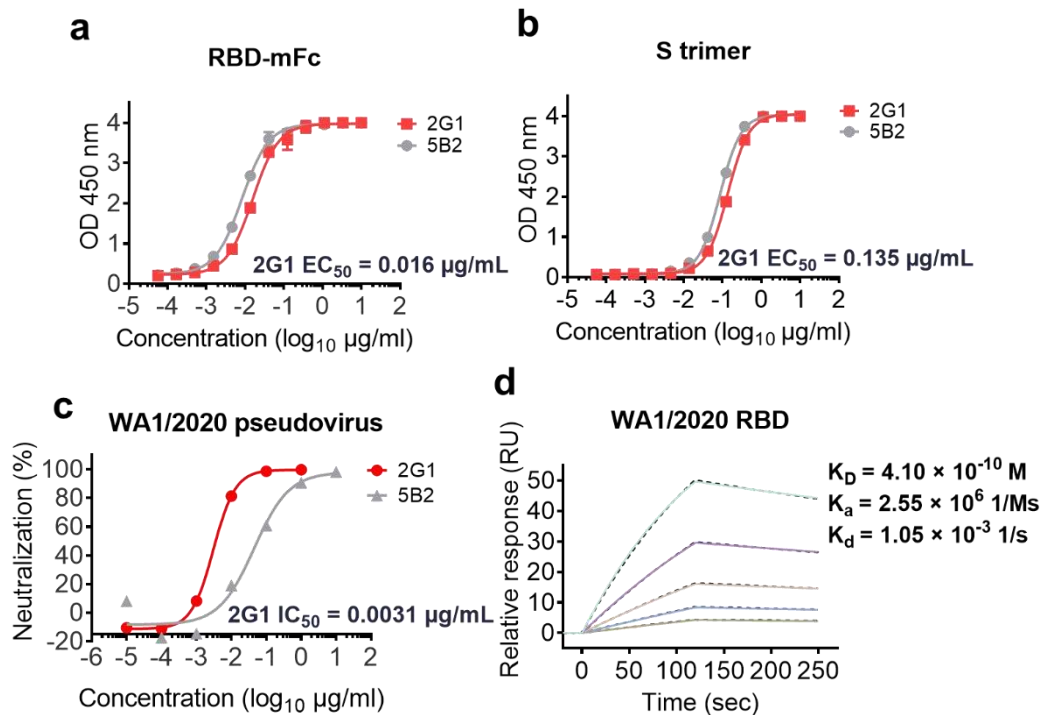 a
RBD-mFc
OD 450 nm
4
3
2
1
0
-5 -4 -3 -2 -1 0 1 2
Concentration (log₁₀ µg/ml)
2G1
5B2
2G1 EC₅₀ = 0.016 µg/mL
b
S trimer
OD 450 nm
4
3
2
1
0
-5 -4 -3 -2 -1 0 1 2
Concentration (log₁₀ µg/ml)
2G1
5B2
2G1 EC₅₀ = 0.135 µg/mL
c
WA1/2020 pseudovirus
Neutralization (%)
100
80
60
40
20
0
-20
-6 -5 -4 -3 -2 -1 0 1 2
Concentration (log₁₀ µg/ml)
2G1
5B2
2G1 IC₅₀ = 0.0031 µg/mL
d
WA1/2020 RBD
Relative response (RU)
50
40
30
20
10
0
0 50 100 150 200 250
Time (sec)
K_D = 4.10 × 10⁻¹⁰ M
Kₐ = 2.55 × 10⁶ 1/Ms
K_d = 1.05 × 10⁻³ 1/s